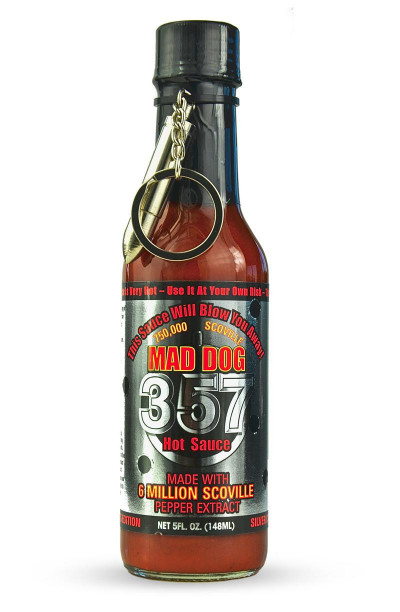 Very Hot – Use It At Your Own Risk –
This Sauce Will Blow You Away!
750,000 SCOVILLE
MAD DOG
357
Hot Sauce
MADE WITH
6 MILLION SCOVILLE
PEPPER EXTRACT
NET 5FL. OZ. (148ML)
SILVER